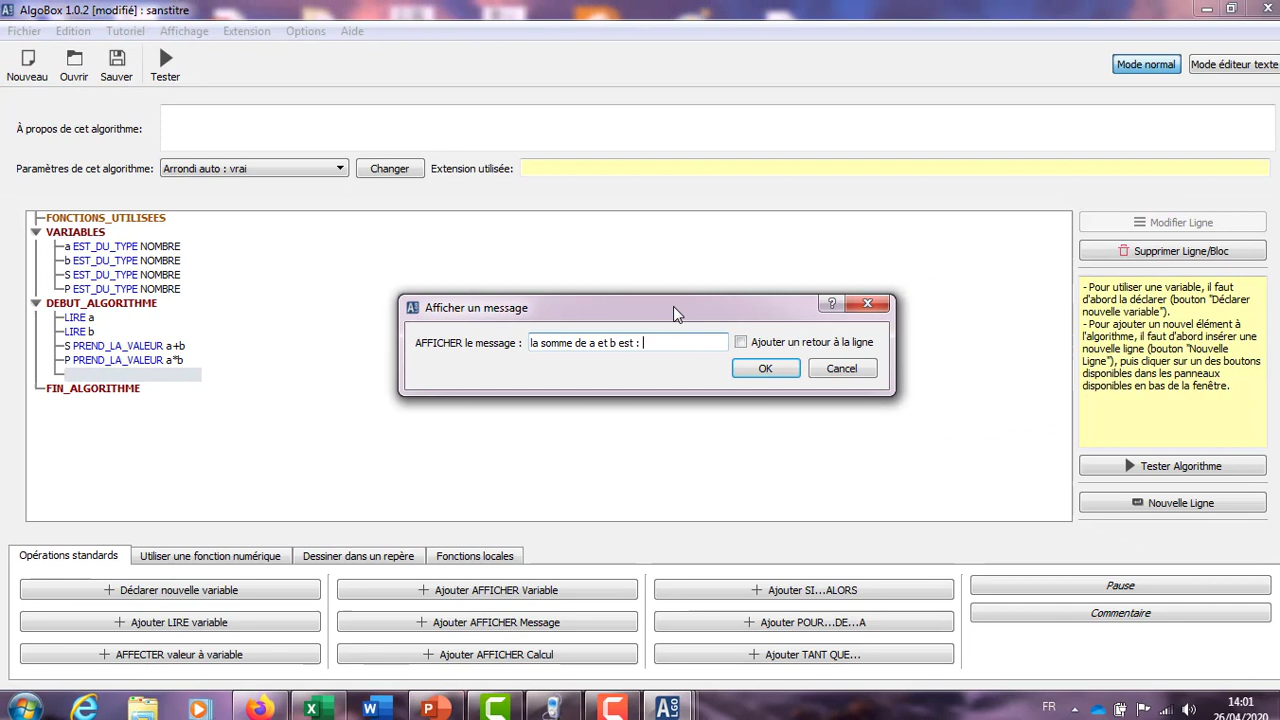 AlgoBox 1.0.2 [modifié] : sanstitre
Fichier Edition Tutoriel Affichage Extension Options Aide
Nouveau Ouvrir Sauver Tester
Mode normal Mode éditeur texte
À propos de cet algorithme:
Paramètres de cet algorithme: Arrondi auto : vrai Changer Extension utilisée:
FONCTIONS_UTILISEES
VARIABLES
a EST_DU_TYPE NOMBRE
b EST_DU_TYPE NOMBRE
S EST_DU_TYPE NOMBRE
P EST_DU_TYPE NOMBRE
DEBUT_ALGORITHME
LIRE a
LIRE b
S PREND_LA_VALEUR a+b
P PREND_LA_VALEUR a*b
FIN_ALGORITHME
Afficher un message
AFFICHER le message : la somme de a et b est : Ajouter un retour à la ligne
OK Cancel
Modifier Ligne
Supprimer Ligne/Bloc
- Pour utiliser une variable, il faut
d'abord la déclarer (bouton "Déclarer
nouvelle variable").
- Pour ajouter un nouvel élément à
l'algorithme, il faut d'abord insérer une
nouvelle ligne (bouton "Nouvelle
Ligne"), puis cliquer sur un des boutons
disponibles dans les panneaux
disponibles en bas de la fenêtre.
Tester Algorithme
Nouvelle Ligne
Opérations standards Utiliser une fonction numérique Dessiner dans un repère Fonctions locales
Déclarer nouvelle variable Ajouter AFFICHER Variable Ajouter SI...ALORS Pause
Ajouter LIRE variable Ajouter AFFICHER Message Ajouter POUR...DE...A Commentaire
AFFECTER valeur à variable Ajouter AFFICHER Calcul Ajouter TANT QUE...
FR 14:01
26/04/2020